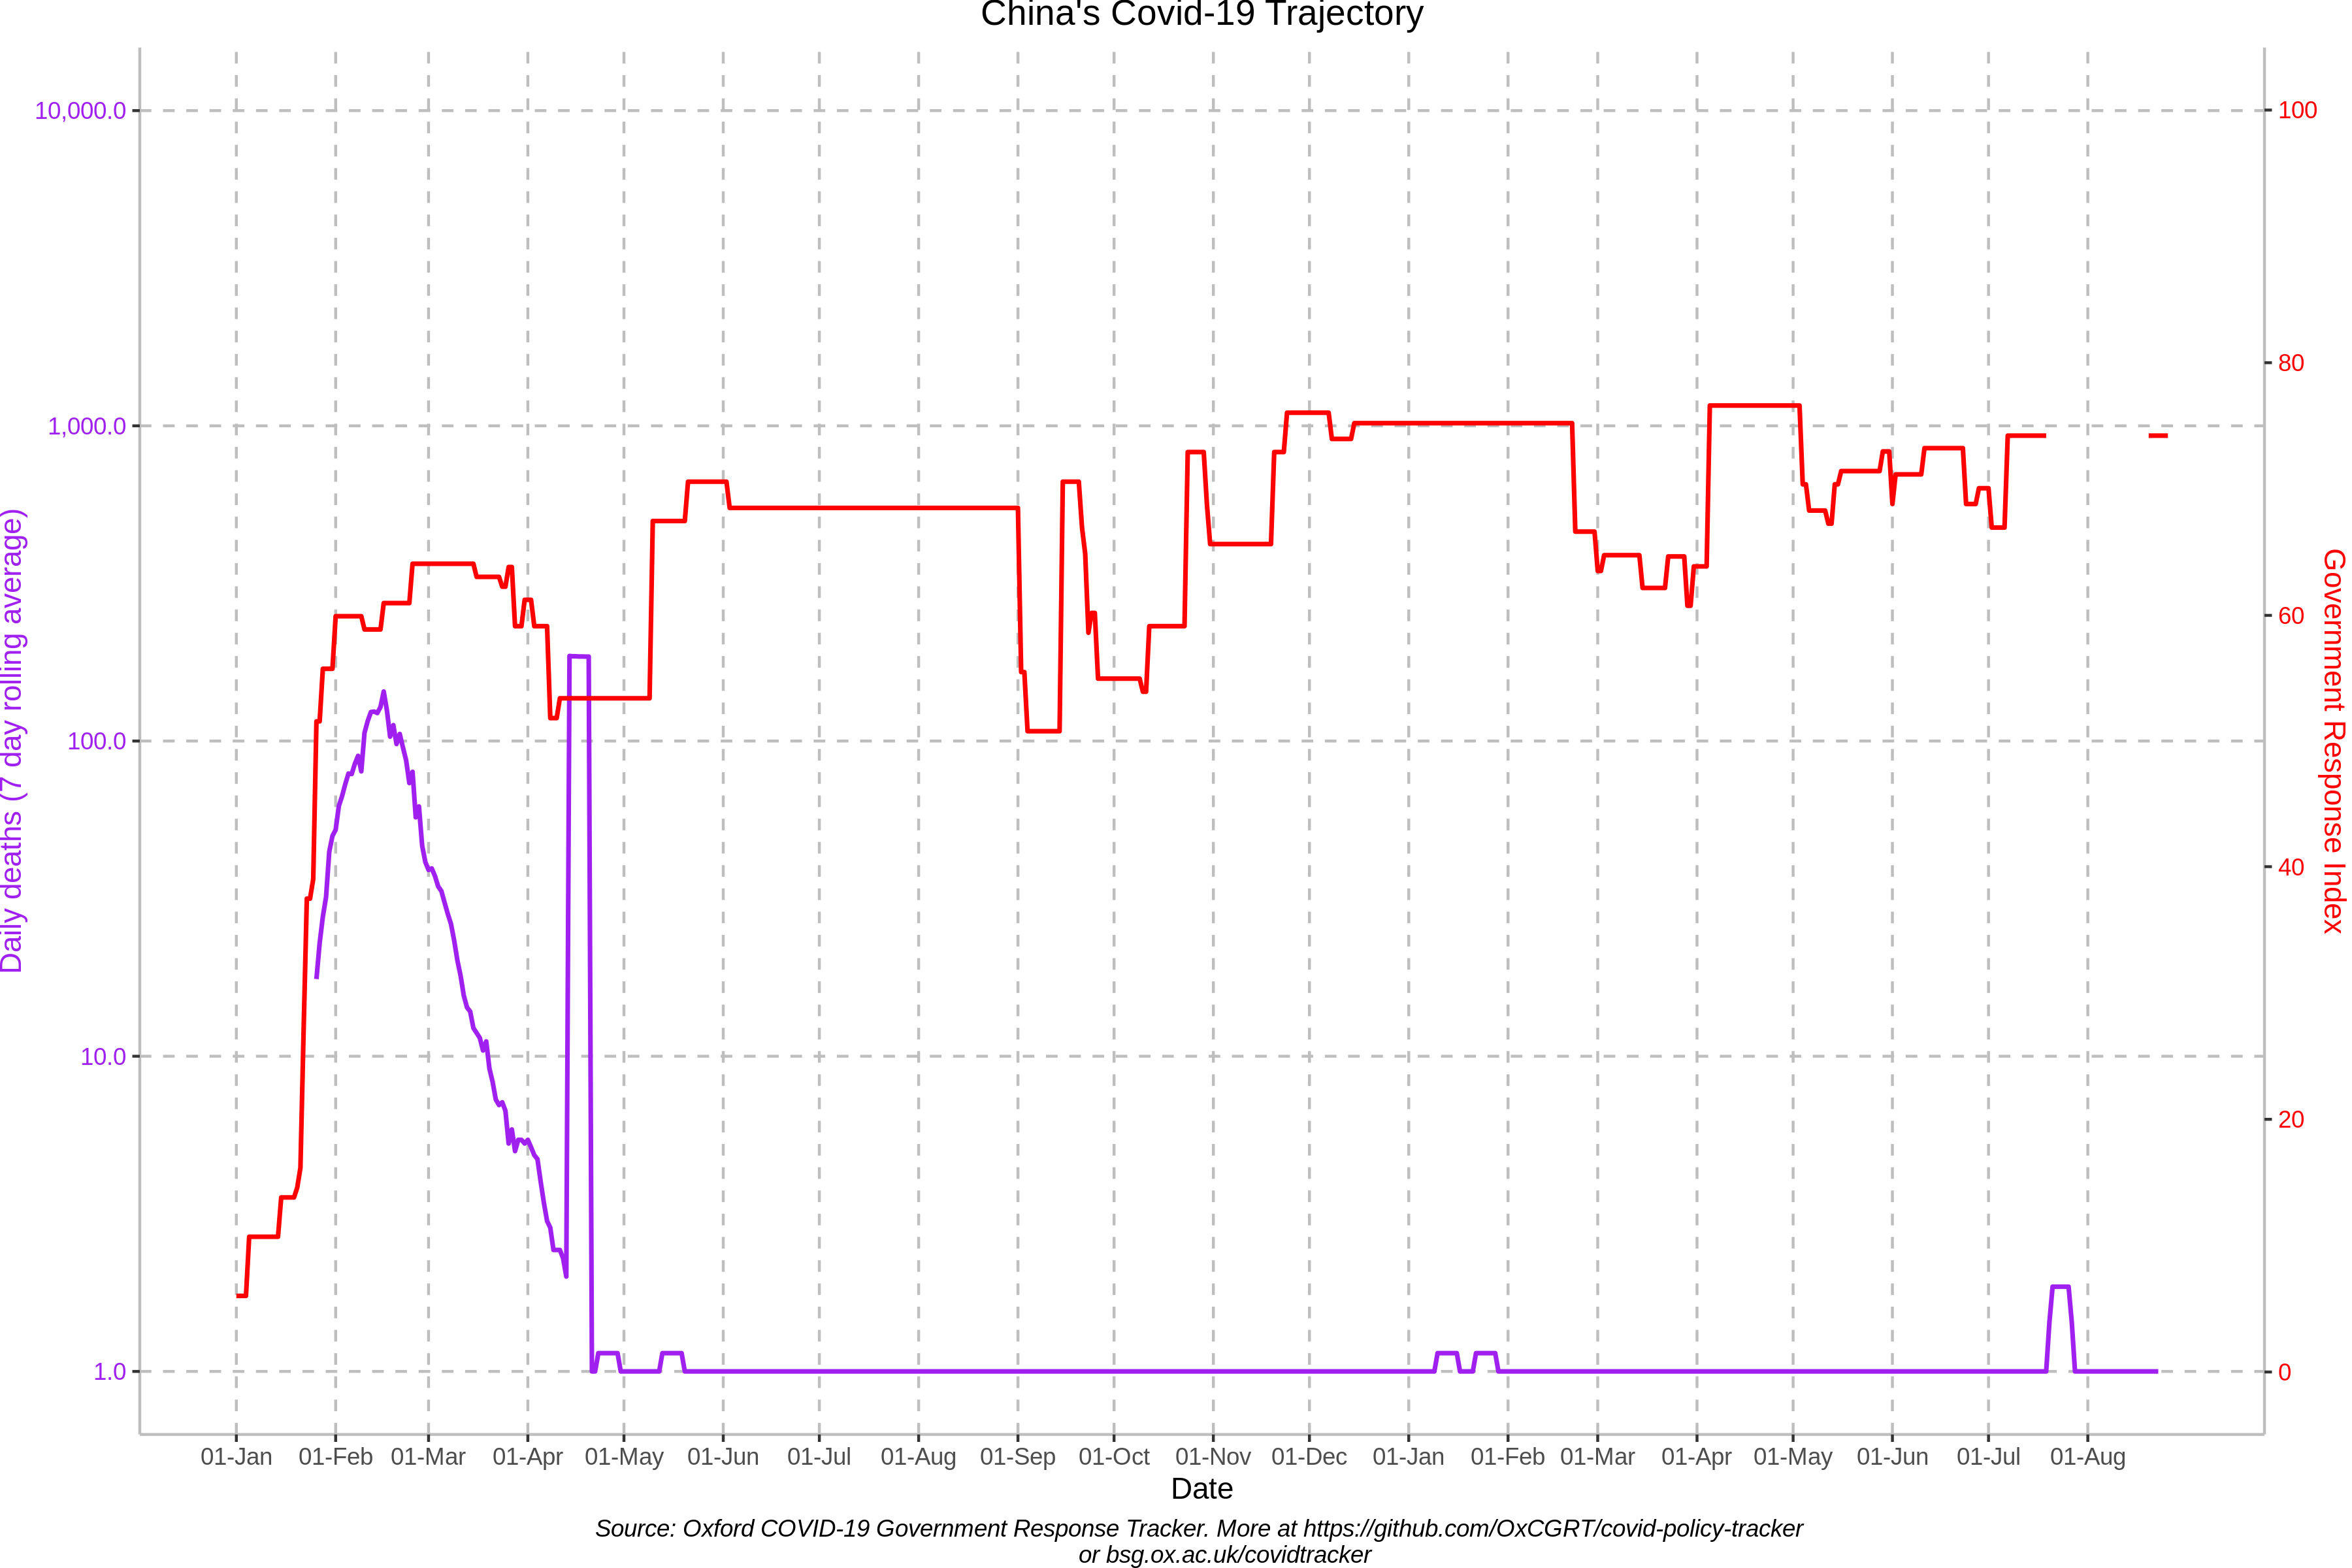 China's Covid-19 Trajectory
10,000.0
1,000.0
100.0
10.0
1.0
Daily deaths (7 day rolling average)
100
80
60
40
20
0
Government Response Index
01-Jan 01-Feb 01-Mar 01-Apr 01-May 01-Jun 01-Jul 01-Aug 01-Sep 01-Oct 01-Nov 01-Dec 01-Jan 01-Feb 01-Mar 01-Apr 01-May 01-Jun 01-Jul 01-Aug
Date
Source: Oxford COVID-19 Government Response Tracker. More at https://github.com/OxCGRT/covid-policy-tracker
or bsg.ox.ac.uk/covidtracker